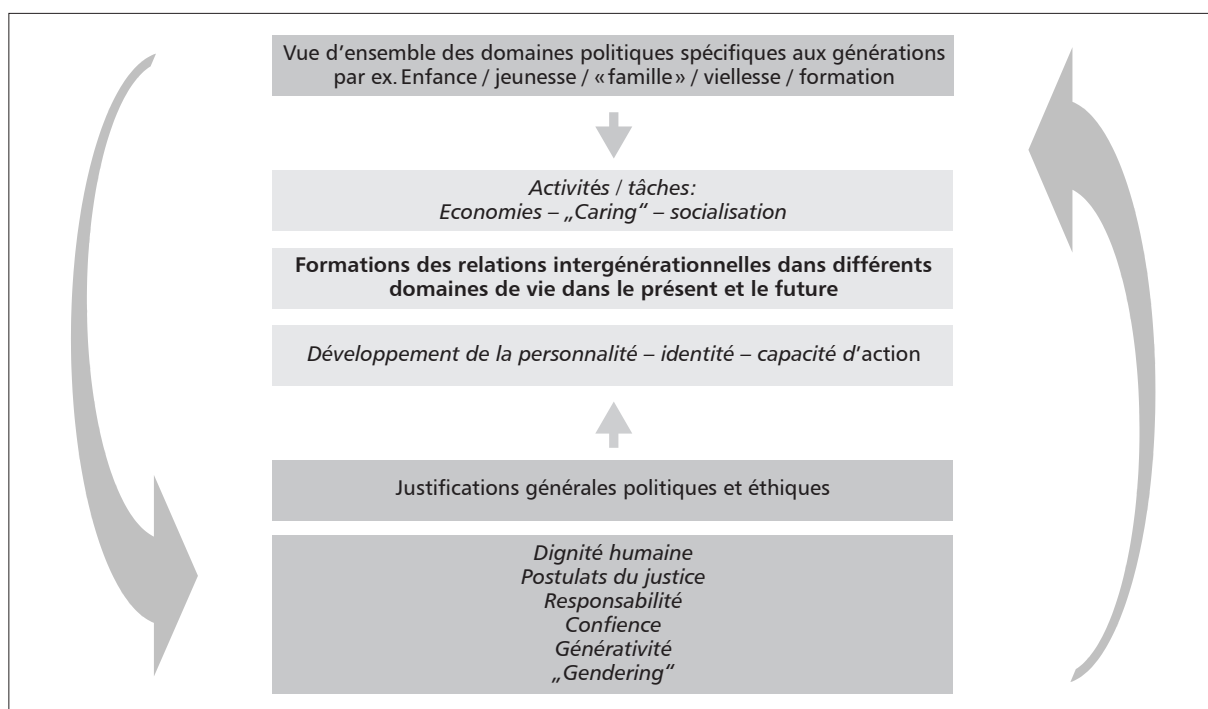 Vue d'ensemble des domaines politiques spécifiques aux générations
par ex. Enfance / jeunesse / «famille» / viellesse / formation
Activités / tâches:
Economies – „Caring“ – socialisation
Formations des relations intergénérationnelles dans différents
domaines de vie dans le présent et le future
Développement de la personnalité – identité – capacité d'action
Justifications générales politiques et éthiques
Dignité humaine
Postulats du justice
Responsabilité
Confience
Générativité
„Gendering“